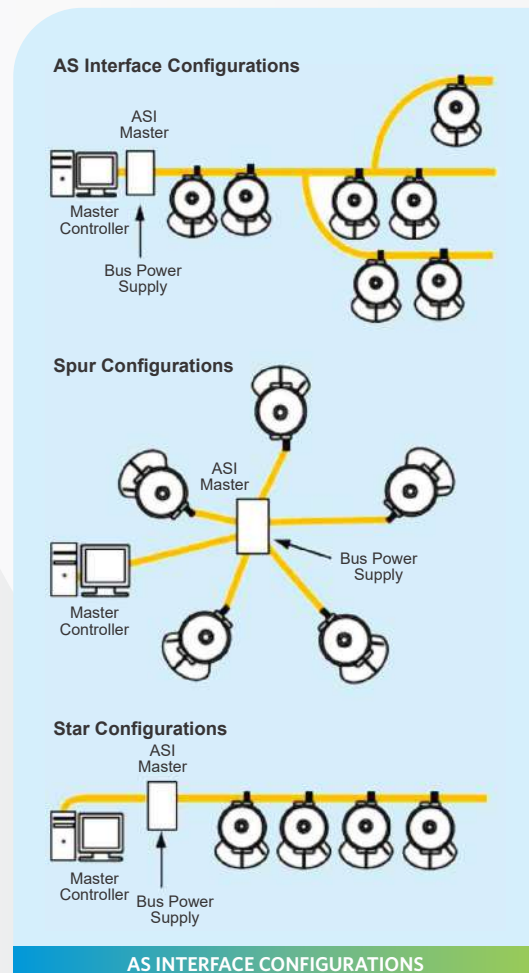 AS Interface Configurations
ASI
Master
Master
Controller
Bus Power
Supply
Spur Configurations
ASI
Master
Bus Power
Supply
Master
Controller
Star Configurations
ASI
Master
Master
Controller
Bus Power
Supply
AS INTERFACE CONFIGURATIONS